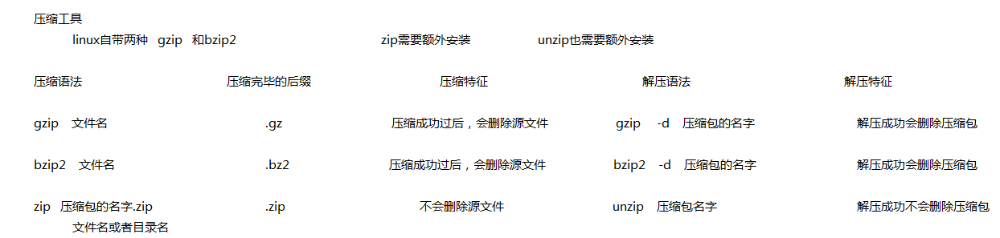 压缩工具
linux自带两种 gzip 和bzip2 zip需要额外安装 unzip也需要额外安装
压缩语法 压缩完毕的后缀 压缩特征 解压语法 解压特征
gzip 文件名 .gz 压缩成功过后，会删除源文件 gzip -d 压缩包的名字 解压成功会删除压缩包
bzip2 文件名 .bz2 压缩成功过后，会删除源文件 bzip2 -d 压缩包的名字 解压成功会删除压缩包
zip 压缩包的名字.zip .zip 不会删除源文件 unzip 压缩包名字 解压成功不会删除压缩包
文件名或者目录名